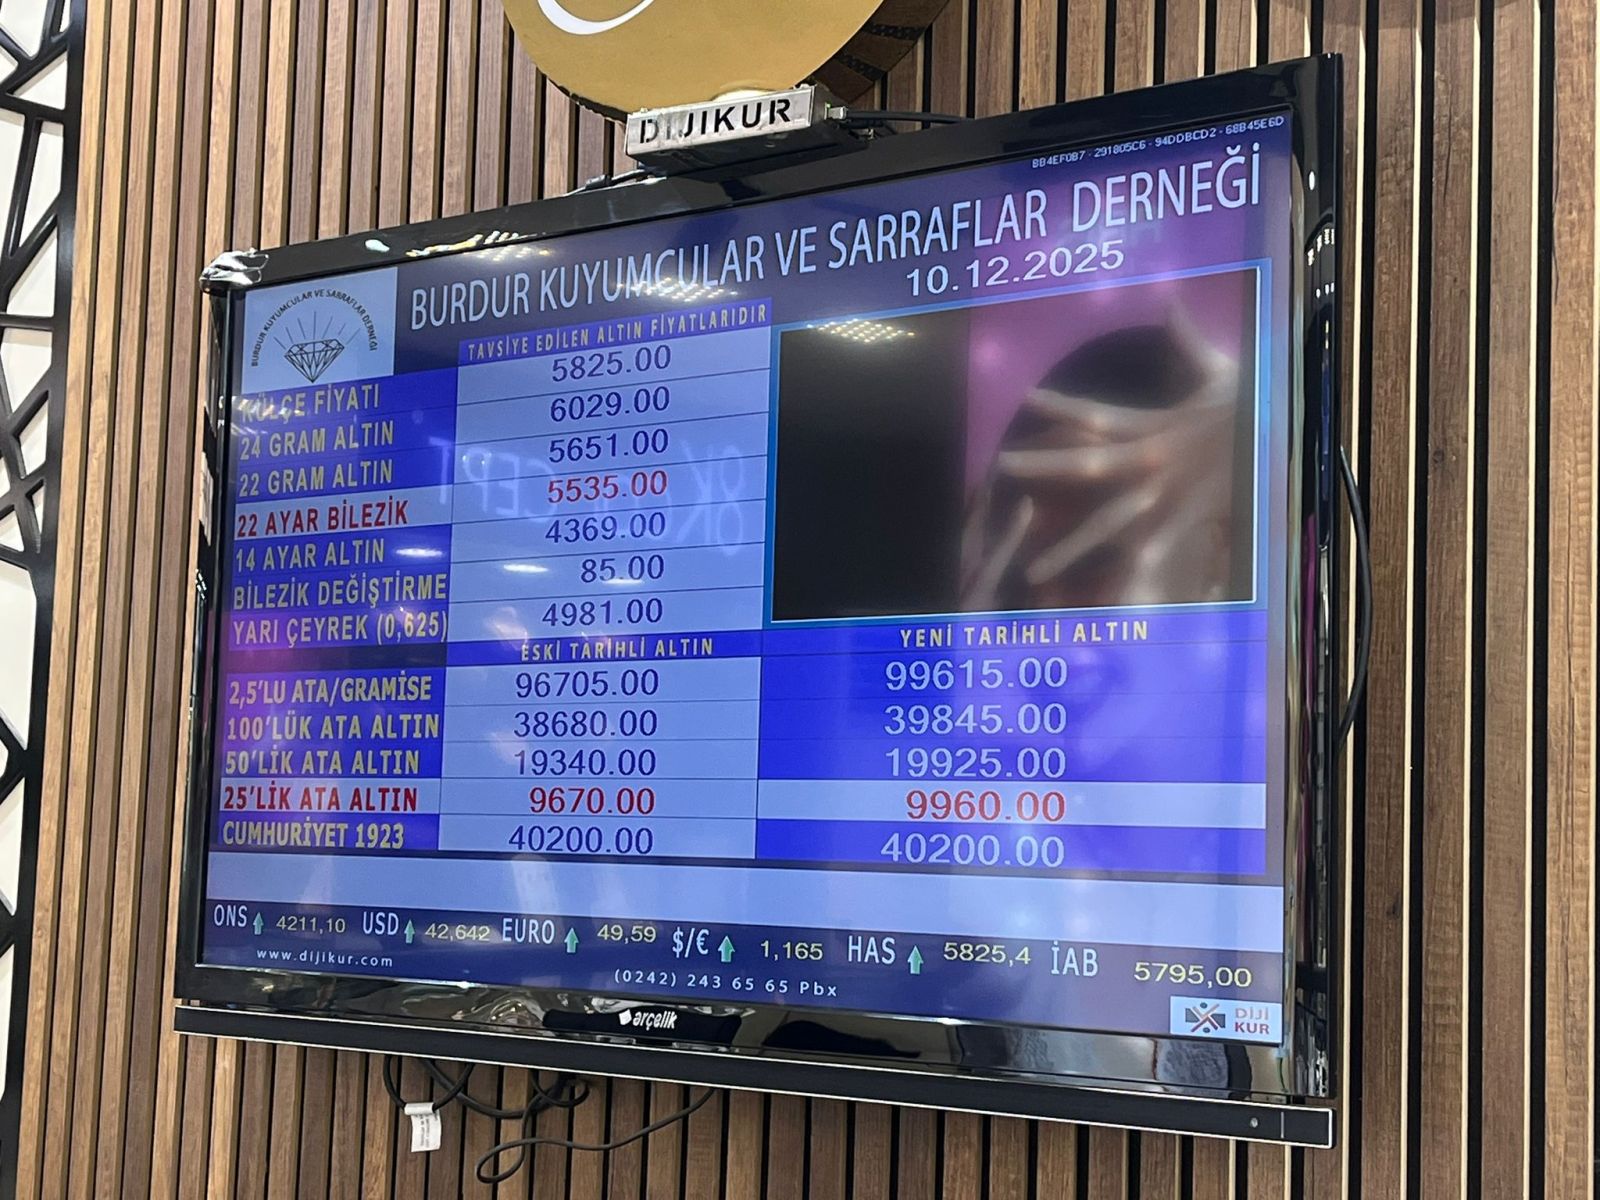 DIJIKUR
BB4EF0B7 - 291805C6 - 94DDBCD2 - 68B45E6D
BURDUR KUYUMCULAR VE SARRAFLAR DERNEĞİ
10.12.2025
BURDUR KUYUMCULAR VE SARRAFLAR DERNEĞİ
TAVSİYE EDİLEN ALTIN FİYATLARIDIR
KÜLÇE FİYATI 5825.00
24 GRAM ALTIN 6029.00
22 GRAM ALTIN 5651.00
22 AYAR BİLEZİK 5535.00
14 AYAR ALTIN 4369.00
BİLEZİK DEĞİŞTİRME 85.00
YARI ÇEYREK (0,625) 4981.00
ESKİ TARİHLİ ALTIN YENİ TARİHLİ ALTIN
2,5'LU ATA/GRAMİSE 96705.00 99615.00
100'LÜK ATA ALTIN 38680.00 39845.00
50'LİK ATA ALTIN 19340.00 19925.00
25'LİK ATA ALTIN 9670.00 9960.00
CUMHURİYET 1923 40200.00 40200.00
ONS 4211,10 USD 42,642 EURO 49,59 $/€ 1,165 HAS 5825,4 İAB 5795,00
www.dijikur.com (0242) 243 65 65 Pbx
DIJI
KUR
arçelik